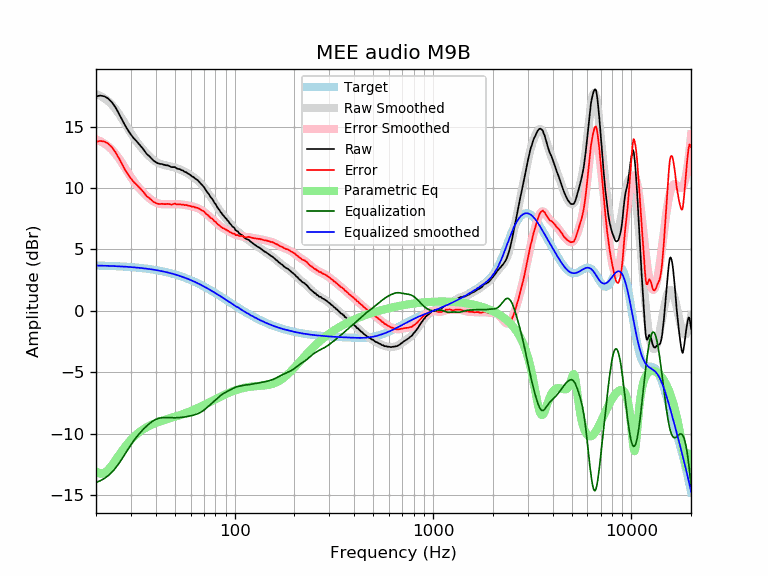 MEE audio M9B
Target
Raw Smoothed
Error Smoothed
Raw
Error
Parametric Eq
Equalization
Equalized smoothed
Amplitude (dBr)
15
10
5
0
−5
−10
−15
100 1000 10000
Frequency (Hz)